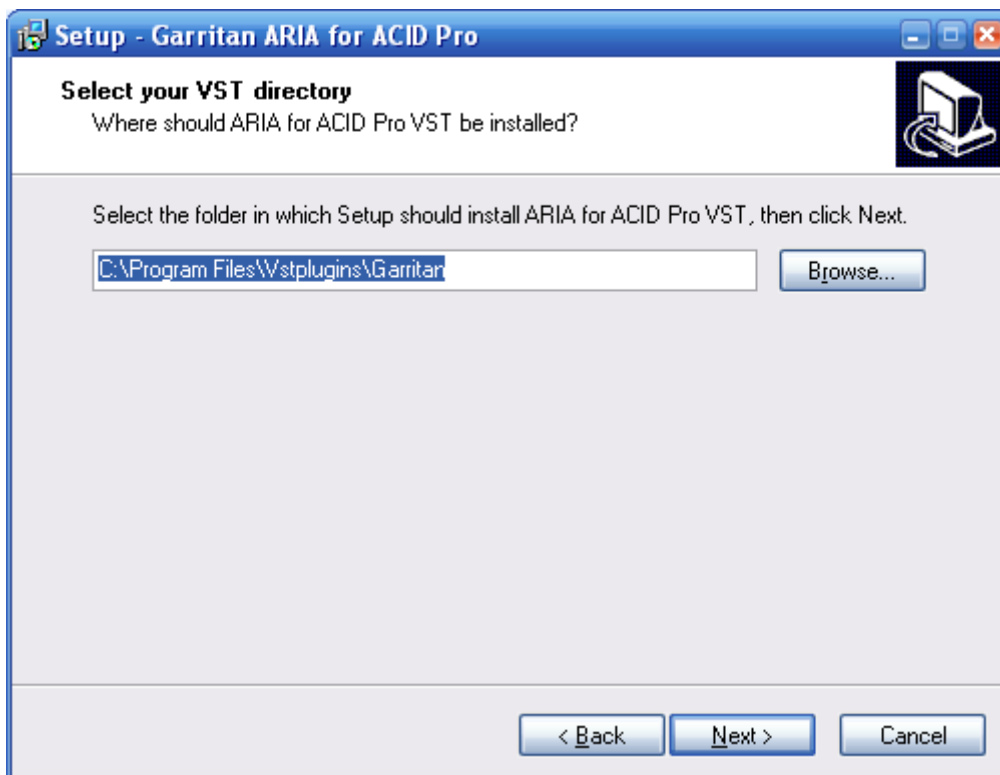 Setup - Garritan ARIA for ACID Pro
Select your VST directory
Where should ARIA for ACID Pro VST be installed?
Select the folder in which Setup should install ARIA for ACID Pro VST, then click Next.
C:\Program Files\Vstplugins\Garritan
Browse...
< Back
Next >
Cancel